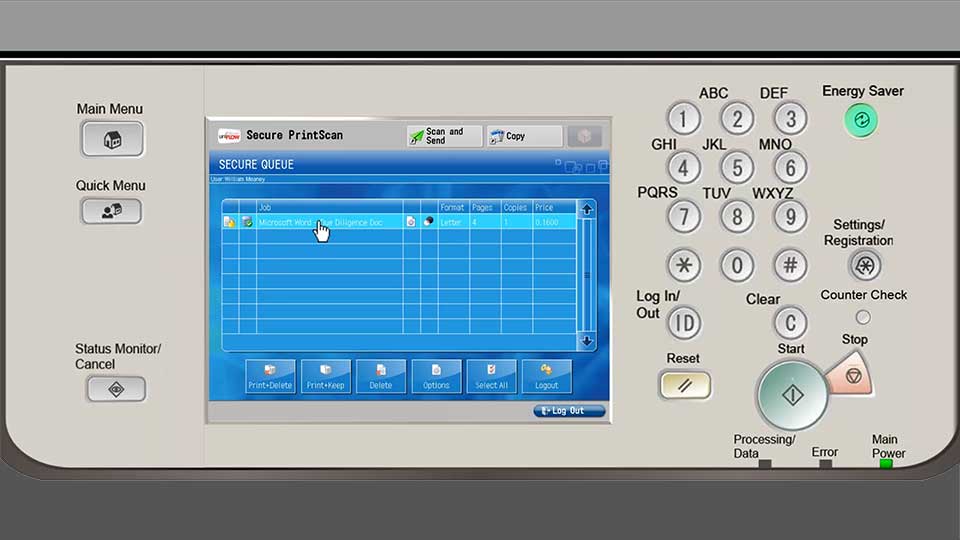 Main Menu
Quick Menu
Status Monitor/
Cancel
uniFLOW
Secure PrintScan
Scan and
Send
Copy
SECURE QUEUE
User: William Meaney
Job
Format
Pages
Copies
Price
Microsoft Word - Due Diligence Doc
Letter
4
1
0.1600
Print+Delete
Print+Keep
Delete
Options
Select All
Logout
Log Out
ABC
DEF
1
2
3
GHI
JKL
MNO
4
5
6
PQRS
TUV
WXYZ
7
8
9
*
0
#
Log In/
Out
ID
Clear
C
Reset
Start
Energy Saver
Settings/
Registration
Counter Check
Stop
Processing/
Data
Error
Main
Power